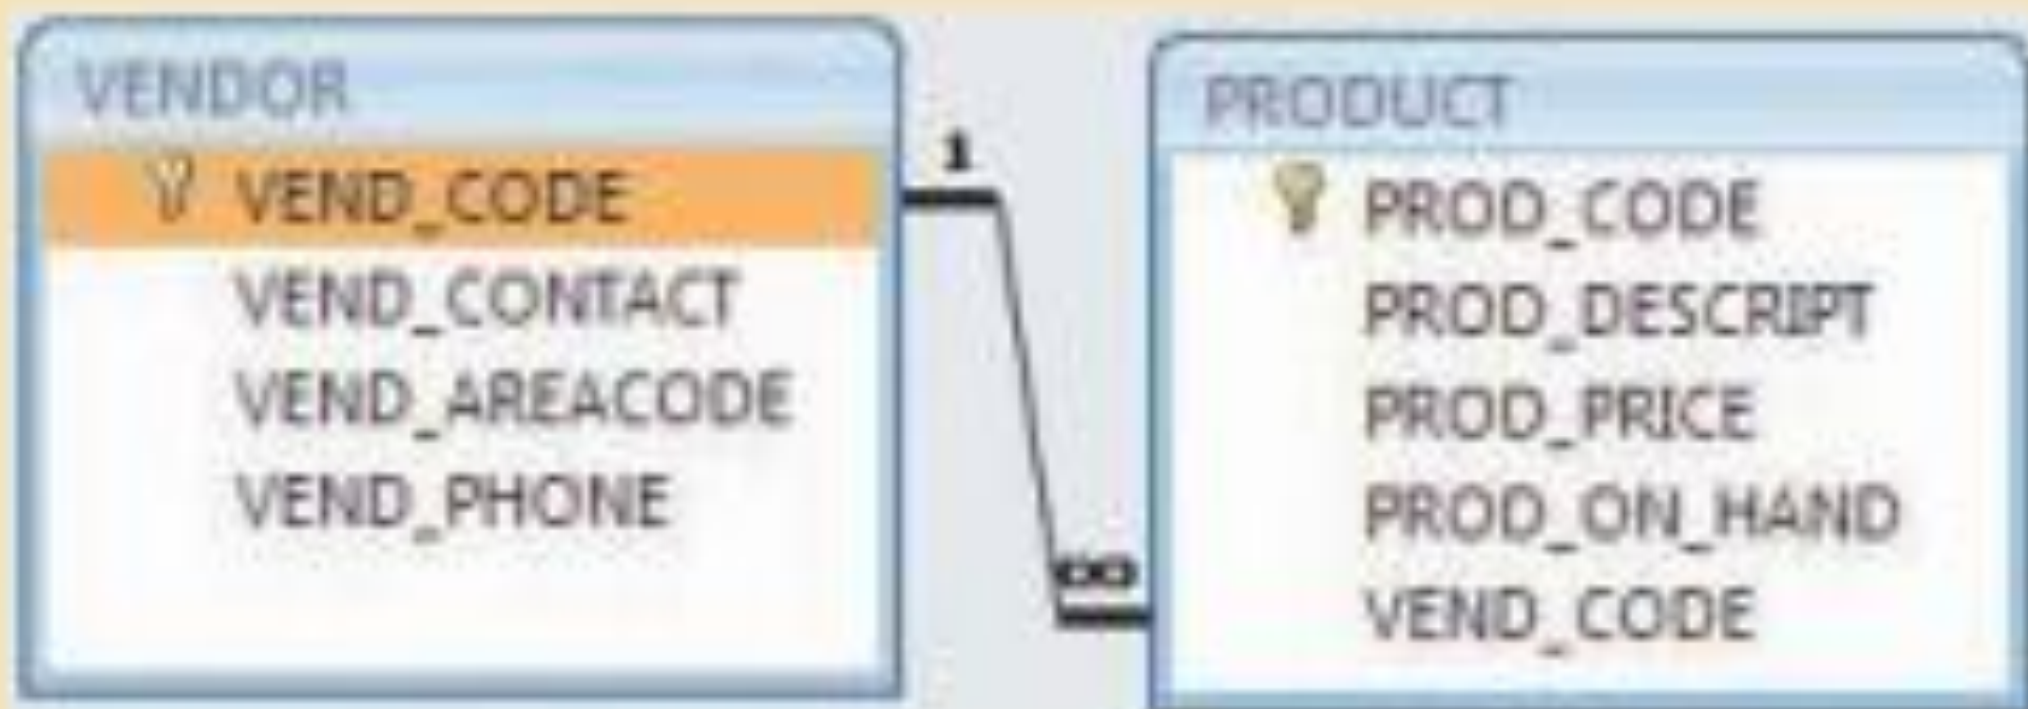 VENDOR
VEND_CODE
VEND_CONTACT
VEND_AREACODE
VEND_PHONE
1
∞
PRODUCT
PROD_CODE
PROD_DESCRIPT
PROD_PRICE
PROD_ON_HAND
VEND_CODE